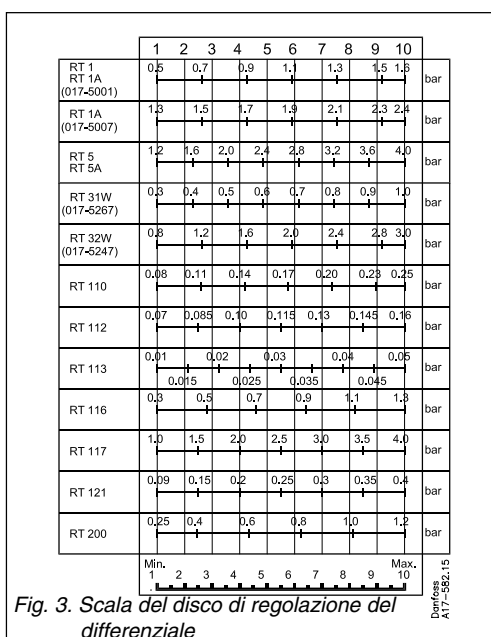 1 2 3 4 5 6 7 8 9 10
RT 1
RT 1A
(017-5001)
0.5 0.7 0.9 1.1 1.3 1.5 1.6
bar
RT 1A
(017-5007)
1.3 1.5 1.7 1.9 2.1 2.3 2.4
bar
RT 5
RT 5A
1.2 1.6 2.0 2.4 2.8 3.2 3.6 4.0
bar
RT 31W
(017-5267)
0.3 0.4 0.5 0.6 0.7 0.8 0.9 1.0
bar
RT 32W
(017-5247)
0.8 1.2 1.6 2.0 2.4 2.8 3.0
bar
RT 110
0.08 0.11 0.14 0.17 0.20 0.23 0.25
bar
RT 112
0.07 0.085 0.10 0.115 0.13 0.145 0.16
bar
RT 113
0.01 0.02 0.03 0.04 0.05
0.015 0.025 0.035 0.045
bar
RT 116
0.3 0.5 0.7 0.9 1.1 1.3
bar
RT 117
1.0 1.5 2.0 2.5 3.0 3.5 4.0
bar
RT 121
0.09 0.15 0.2 0.25 0.3 0.35 0.4
bar
RT 200
0.25 0.4 0.6 0.8 1.0 1.2
bar
Min. Max.
1 2 3 4 5 6 7 8 9 10
Danfoss
A17-582.15
Fig. 3. Scala del disco di regolazione del
differenziale